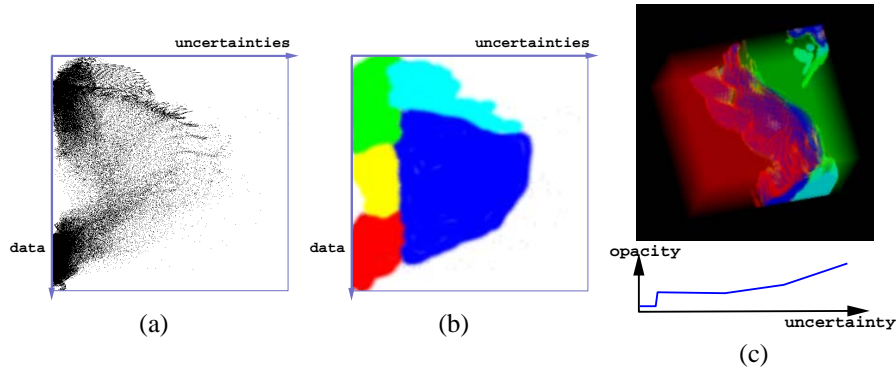 uncertainties
data
(a)
uncertainties
data
(b)
opacity
uncertainty
(c)